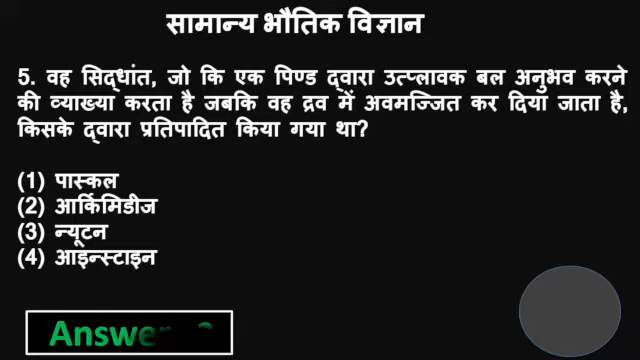 सामान्य भौतिक विज्ञान
5. वह सिद्धांत, जो कि एक पिण्ड द्वारा उत्प्लावक बल अनुभव करने
की व्याख्या करता है जबकि वह द्रव में अवमज्जित कर दिया जाता है,
किसके द्वारा प्रतिपादित किया गया था?
(1) पास्कल
(2) आर्किमिडीज
(3) न्यूटन
(4) आइन्स्टाइन
Answer